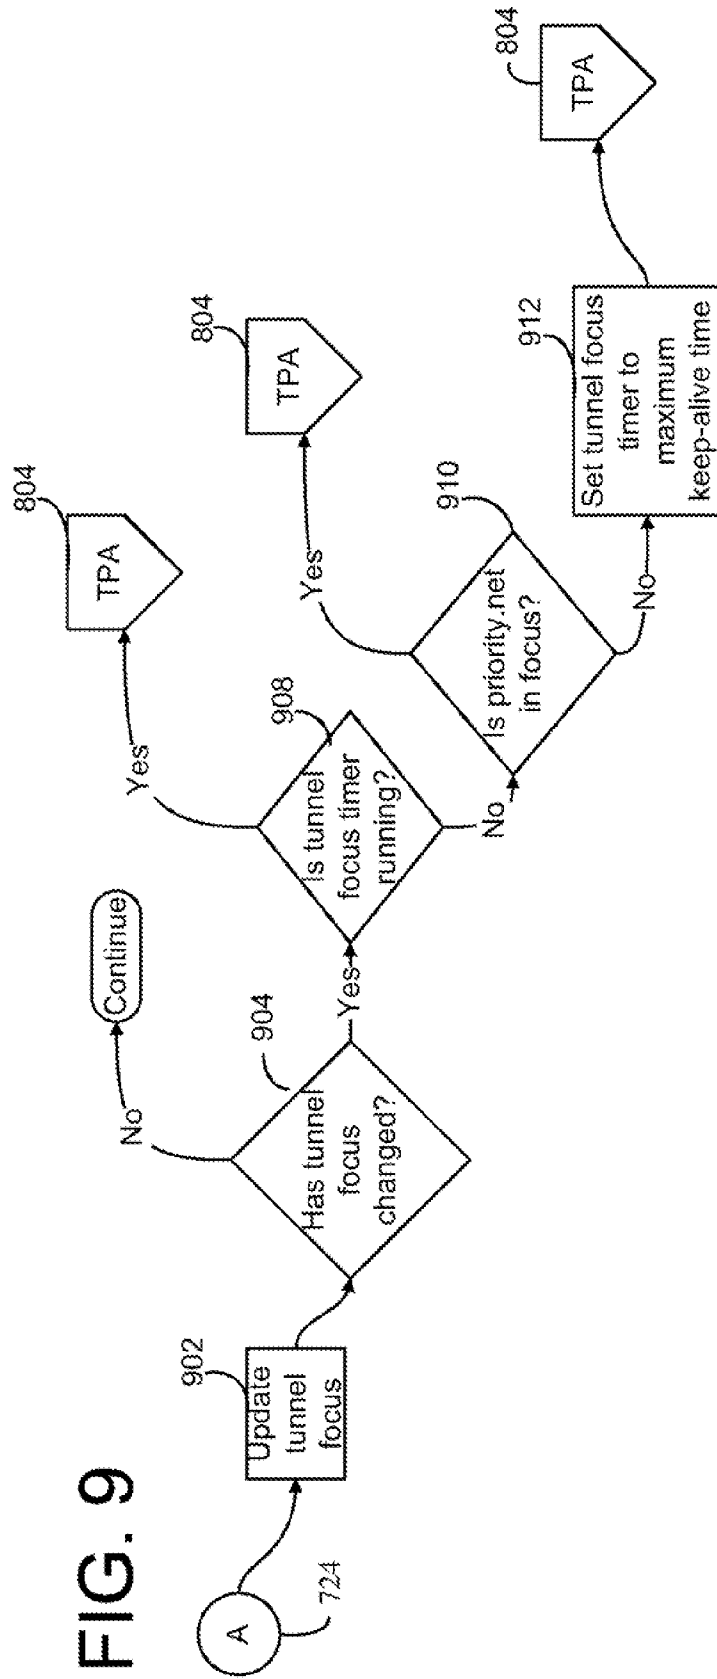 FIG. 9
A
724
902
Update
tunnel
focus
904
Has tunnel
focus
changed?
No
Continue
Yes
908
Is tunnel
focus timer
running?
Yes
804
TPA
No
910
Is priority.net
in focus?
Yes
804
TPA
No
912
Set tunnel focus
timer to
maximum
keep-alive time
804
TPA